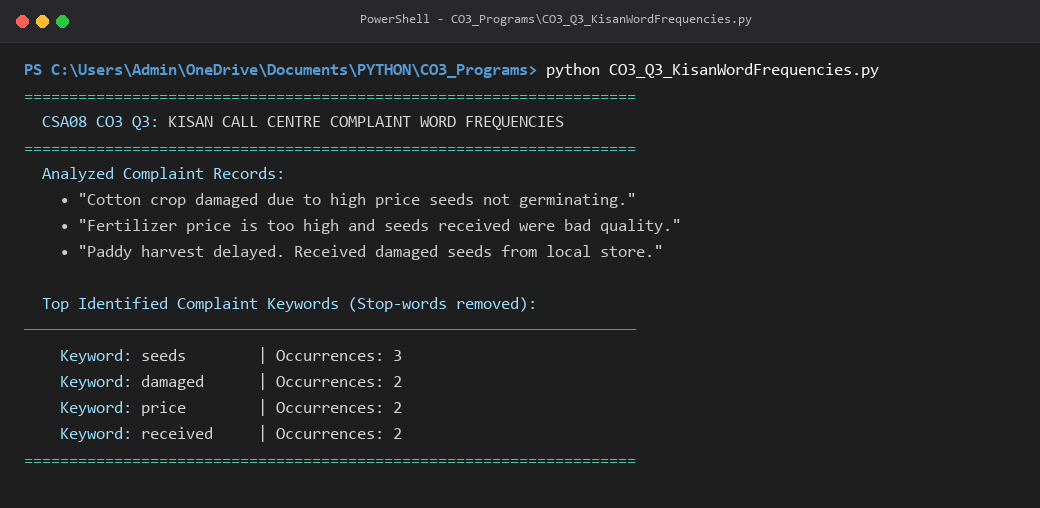 PowerShell - CO3_Programs\CO3_Q3_KisanWordFrequencies.py
PS C:\Users\Admin\OneDrive\Documents\PYTHON\CO3_Programs> python CO3_Q3_KisanWordFrequencies.py
====================================================================
CSA08 CO3 Q3: KISAN CALL CENTRE COMPLAINT WORD FREQUENCIES
====================================================================
Analyzed Complaint Records:
• "Cotton crop damaged due to high price seeds not germinating."
• "Fertilizer price is too high and seeds received were bad quality."
• "Paddy harvest delayed. Received damaged seeds from local store."
Top Identified Complaint Keywords (Stop-words removed):
────────────────────────────────────────────────────────────────────
Keyword: seeds        │ Occurrences: 3
Keyword: damaged      │ Occurrences: 2
Keyword: price        │ Occurrences: 2
Keyword: received     │ Occurrences: 2
====================================================================